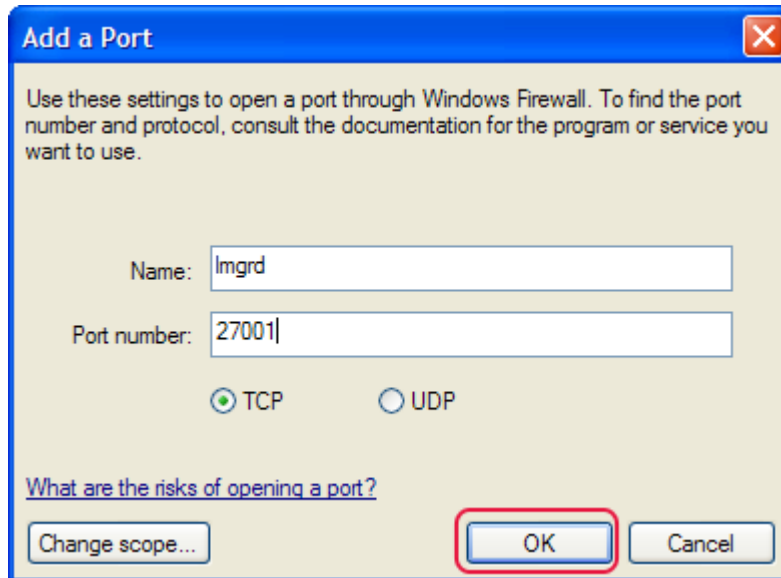 Add a Port
Use these settings to open a port through Windows Firewall. To find the port
number and protocol, consult the documentation for the program or service you
want to use.
Name: lmgrd
Port number: 27001
TCP UDP
What are the risks of opening a port?
Change scope... OK Cancel